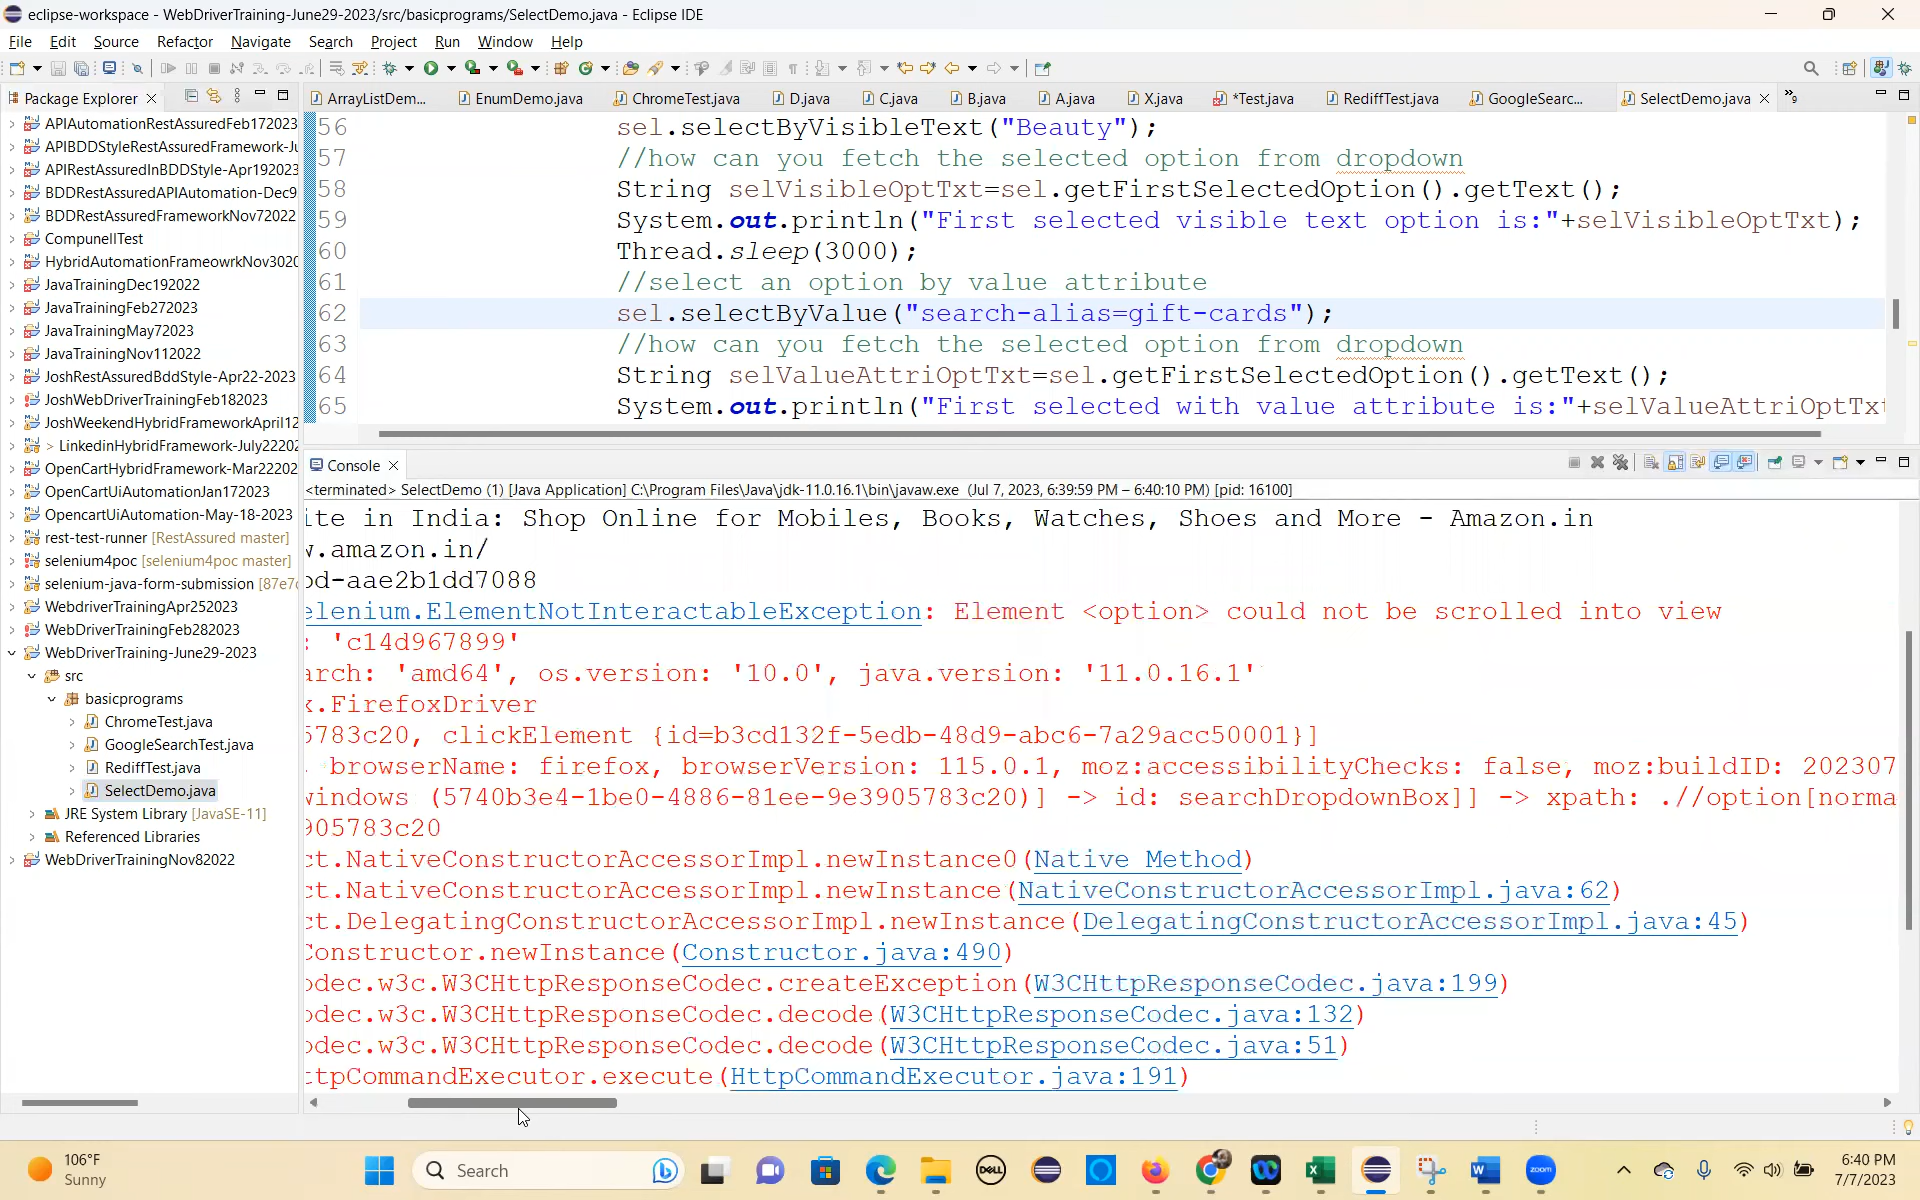 eclipse-workspace - WebDriverTraining-June29-2023/src/basicprograms/SelectDemo.java - Eclipse IDE
File Edit Source Refactor Navigate Search Project Run Window Help
Package Explorer
ArrayListDem... EnumDemo.java ChromeTest.java D.java C.java B.java A.java X.java *Test.java RediffTest.java GoogleSearc... SelectDemo.java »9
APIAutomationRestAssuredFeb172023
APIBDDStyleRestAssuredFramework-Ju
APIRestAssuredInBDDStyle-Apr192023
BDDRestAssuredAPIAutomation-Dec9
BDDRestAssuredFrameworkNov72022
CompunellTest
HybridAutomationFrameowrkNov3020
JavaTrainingDec192022
JavaTrainingFeb272023
JavaTrainingMay72023
JavaTrainingNov112022
JoshRestAssuredBddStyle-Apr22-2023
JoshWebDriverTrainingFeb182023
JoshWeekendHybridFrameworkApril12
> LinkedinHybridFramework-July22202
OpenCartHybridFramework-Mar22202
OpenCartUiAutomationJan172023
OpencartUiAutomation-May-18-2023
rest-test-runner [RestAssured master]
selenium4poc [selenium4poc master]
selenium-java-form-submission [87e7c
WebdriverTrainingApr252023
WebDriverTrainingFeb282023
WebDriverTraining-June29-2023
src
basicprograms
ChromeTest.java
GoogleSearchTest.java
RediffTest.java
SelectDemo.java
JRE System Library [JavaSE-11]
Referenced Libraries
WebDriverTrainingNov82022
56 sel.selectByVisibleText("Beauty");
57 //how can you fetch the selected option from dropdown
58 String selVisibleOptTxt=sel.getFirstSelectedOption().getText();
59 System.out.println("First selected visible text option is:"+selVisibleOptTxt);
60 Thread.sleep(3000);
61 //select an option by value attribute
62 sel.selectByValue("search-alias=gift-cards");
63 //how can you fetch the selected option from dropdown
64 String selValueAttriOptTxt=sel.getFirstSelectedOption().getText();
65 System.out.println("First selected with value attribute is:"+selValueAttriOptTxt
Console
<terminated> SelectDemo (1) [Java Application] C:\Program Files\Java\jdk-11.0.16.1\bin\javaw.exe (Jul 7, 2023, 6:39:59 PM – 6:40:10 PM) [pid: 16100]
ite in India: Shop Online for Mobiles, Books, Watches, Shoes and More - Amazon.in
w.amazon.in/
od-aae2b1dd7088
elenium.ElementNotInteractableException: Element <option> could not be scrolled into view
: 'c14d967899'
arch: 'amd64', os.version: '10.0', java.version: '11.0.16.1'
x.FirefoxDriver
5783c20, clickElement {id=b3cd132f-5edb-48d9-abc6-7a29acc50001}]
, browserName: firefox, browserVersion: 115.0.1, moz:accessibilityChecks: false, moz:buildID: 202307
windows (5740b3e4-1be0-4886-81ee-9e3905783c20)] -> id: searchDropdownBox]] -> xpath: .//option[norma
905783c20
ct.NativeConstructorAccessorImpl.newInstance0(Native Method)
ct.NativeConstructorAccessorImpl.newInstance(NativeConstructorAccessorImpl.java:62)
ct.DelegatingConstructorAccessorImpl.newInstance(DelegatingConstructorAccessorImpl.java:45)
Constructor.newInstance(Constructor.java:490)
odec.w3c.W3CHttpResponseCodec.createException(W3CHttpResponseCodec.java:199)
odec.w3c.W3CHttpResponseCodec.decode(W3CHttpResponseCodec.java:132)
odec.w3c.W3CHttpResponseCodec.decode(W3CHttpResponseCodec.java:51)
ttpCommandExecutor.execute(HttpCommandExecutor.java:191)
106°F
Sunny
Search
DELL
zoom
6:40 PM
7/7/2023